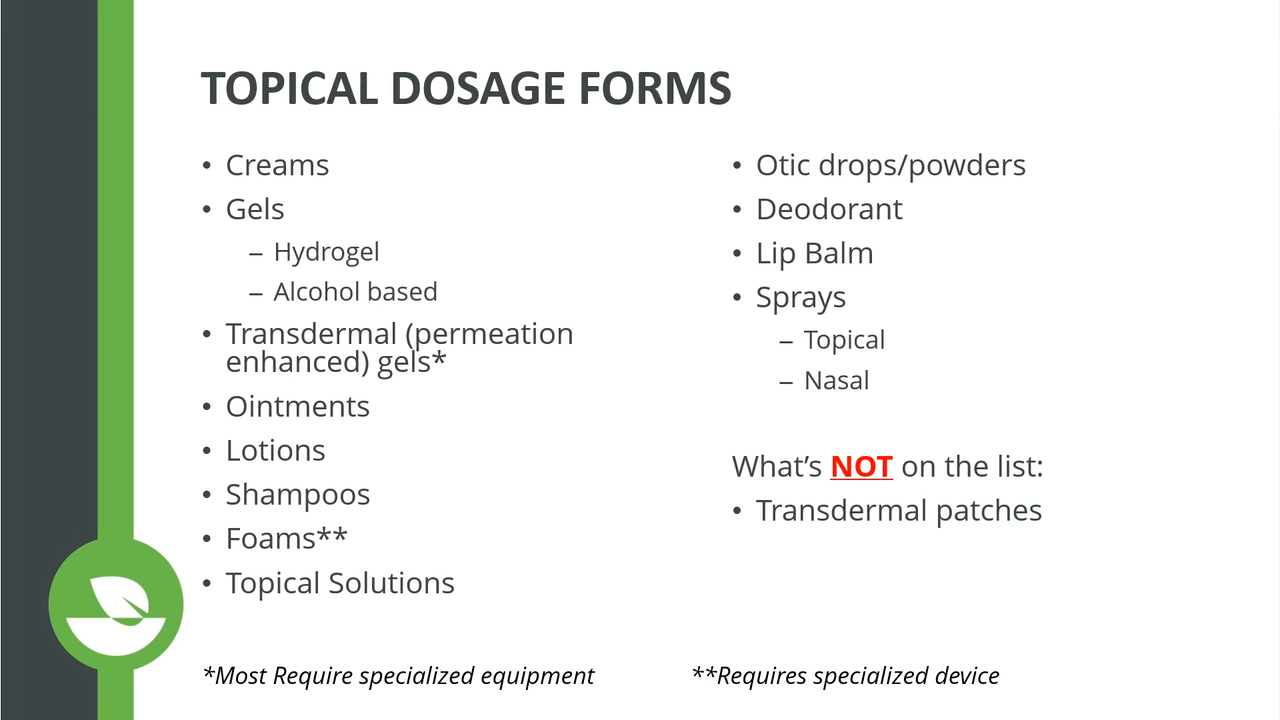 TOPICAL DOSAGE FORMS
• Creams
• Gels
– Hydrogel
– Alcohol based
• Transdermal (permeation
enhanced) gels*
• Ointments
• Lotions
• Shampoos
• Foams**
• Topical Solutions
• Otic drops/powders
• Deodorant
• Lip Balm
• Sprays
– Topical
– Nasal
What’s NOT on the list:
• Transdermal patches
*Most Require specialized equipment
**Requires specialized device